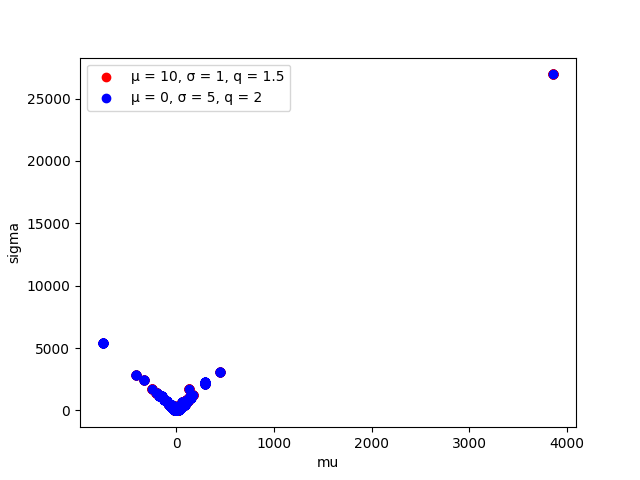 μ = 10, σ = 1, q = 1.5
μ = 0, σ = 5, q = 2
25000
20000
15000
10000
5000
0
sigma
0
1000
2000
3000
4000
mu